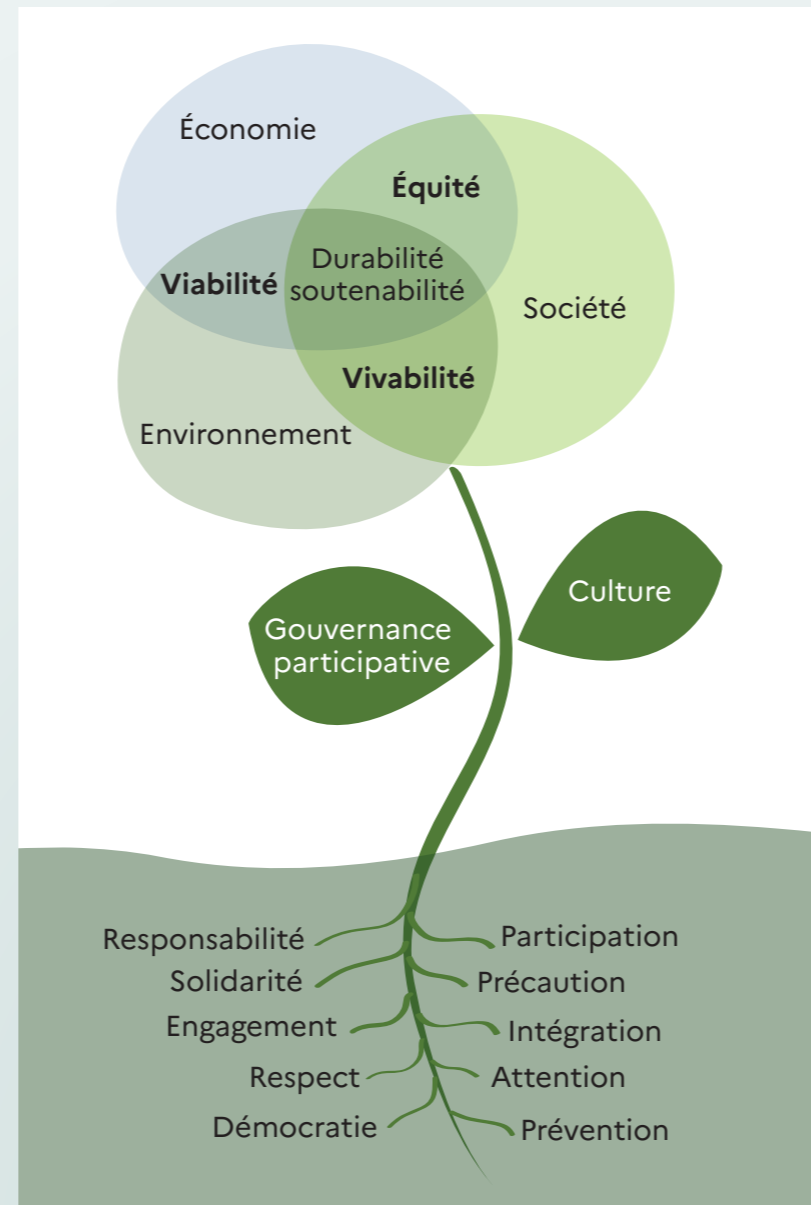 Économie
Équité
Durabilité
soutenabilité
Viabilité
Société
Vivabilité
Environnement
Culture
Gouvernance
participative
Responsabilité
Participation
Solidarité
Précaution
Engagement
Intégration
Respect
Attention
Démocratie
Prévention